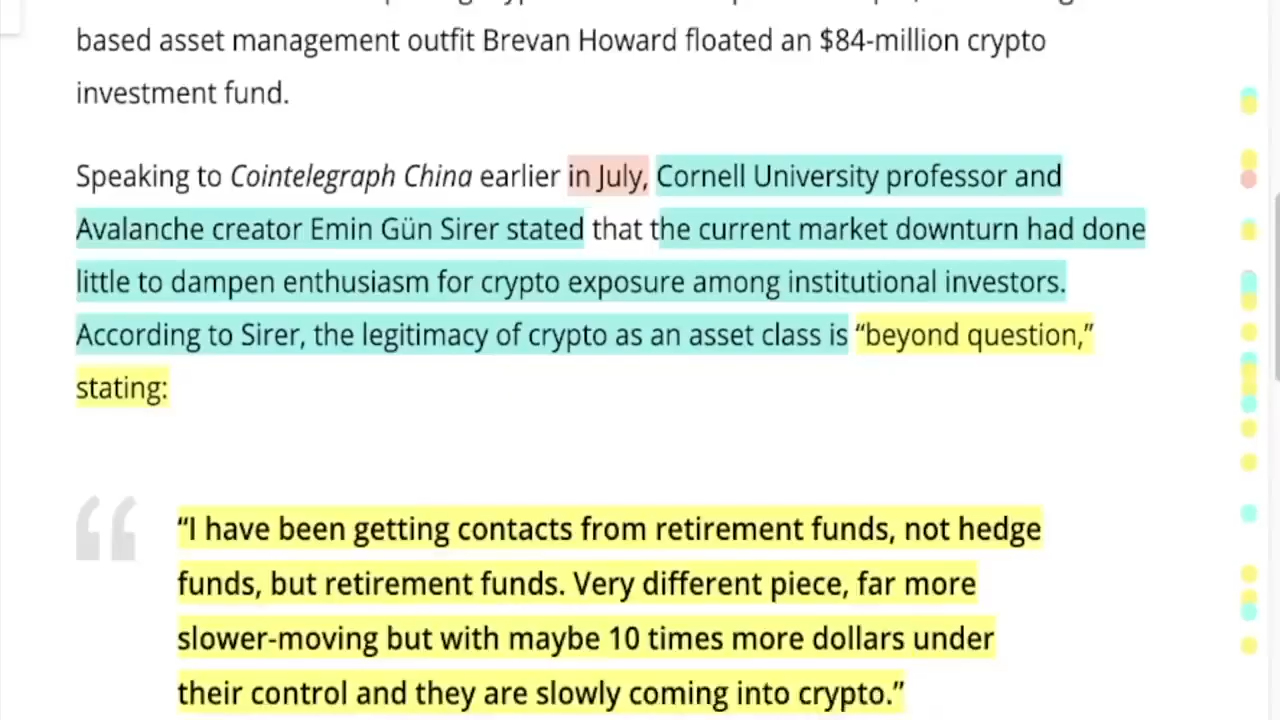 based asset management outfit Brevan Howard floated an $84-million crypto
investment fund.
Speaking to Cointelegraph China earlier in July, Cornell University professor and
Avalanche creator Emin Gün Sirer stated that the current market downturn had done
little to dampen enthusiasm for crypto exposure among institutional investors.
According to Sirer, the legitimacy of crypto as an asset class is “beyond question,”
stating:
“I have been getting contacts from retirement funds, not hedge
funds, but retirement funds. Very different piece, far more
slower-moving but with maybe 10 times more dollars under
their control and they are slowly coming into crypto.”